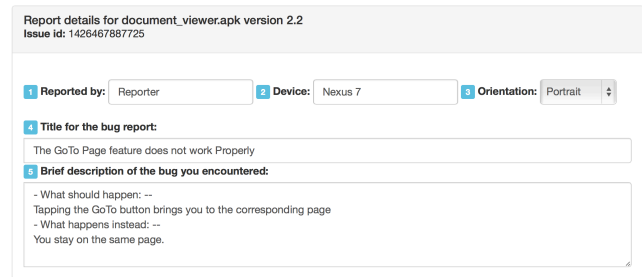 Report details for document_viewer.apk version 2.2
Issue id: 1426467887725
1 Reported by: Reporter 2 Device: Nexus 7 3 Orientation: Portrait
4 Title for the bug report:
The GoTo Page feature does not work Properly
5 Brief description of the bug you encountered:
- What should happen: --
Tapping the GoTo button brings you to the corresponding page
- What happens instead: --
You stay on the same page.